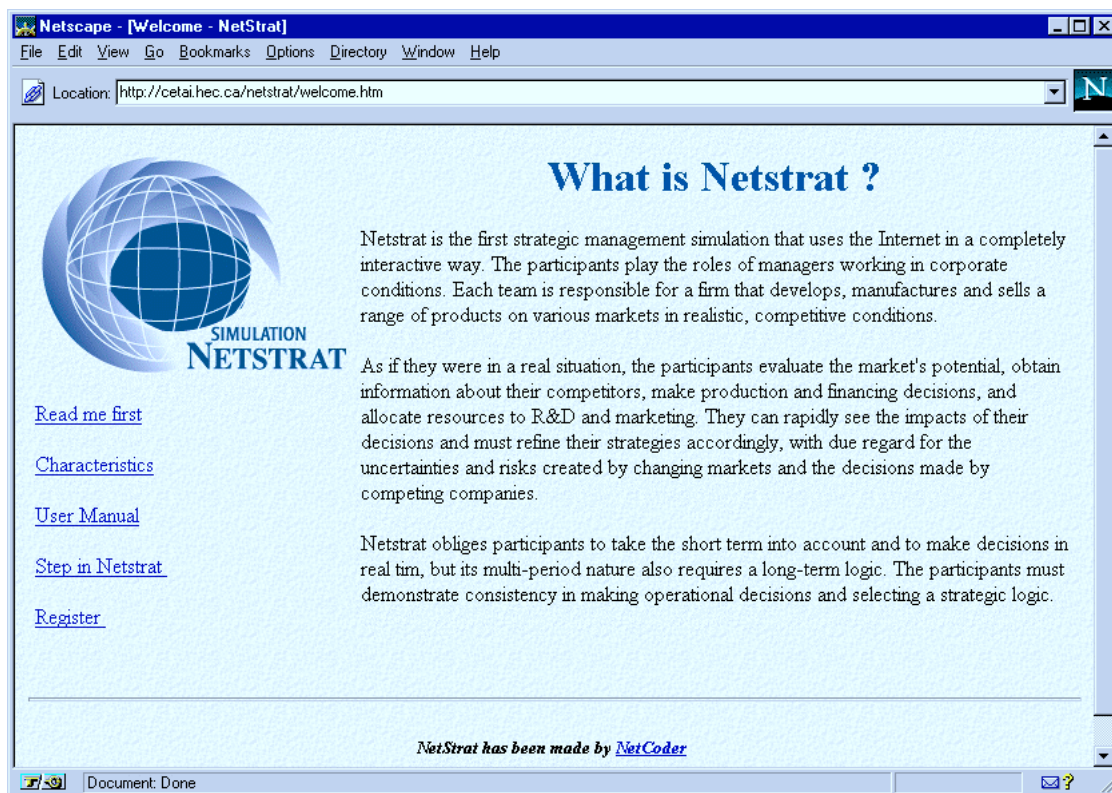 Netscape - [Welcome - NetStrat]
File Edit View Go Bookmarks Options Directory Window Help
Location: http://cetai.hec.ca/netstrat/welcome.htm
N
SIMULATION
NETSTRAT
Read me first
Characteristics
User Manual
Step in Netstrat
Register
What is Netstrat ?
Netstrat is the first strategic management simulation that uses the Internet in a completely
interactive way. The participants play the roles of managers working in corporate
conditions. Each team is responsible for a firm that develops, manufactures and sells a
range of products on various markets in realistic, competitive conditions.
As if they were in a real situation, the participants evaluate the market's potential, obtain
information about their competitors, make production and financing decisions, and
allocate resources to R&D and marketing. They can rapidly see the impacts of their
decisions and must refine their strategies accordingly, with due regard for the
uncertainties and risks created by changing markets and the decisions made by
competing companies.
Netstrat obliges participants to take the short term into account and to make decisions in
real tim, but its multi-period nature also requires a long-term logic. The participants must
demonstrate consistency in making operational decisions and selecting a strategic logic.
NetStrat has been made by NetCoder
Document: Done
?